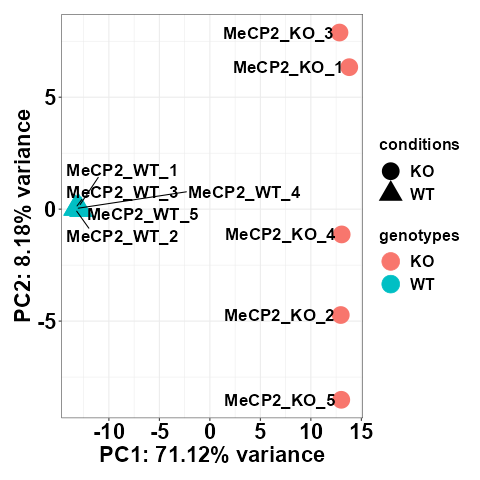 MeCP2_KO_3
MeCP2_KO_1
5
MeCP2_WT_1
MeCP2_WT_3
MeCP2_WT_4
0
MeCP2_WT_5
MeCP2_WT_2
MeCP2_KO_4
MeCP2_KO_2
-5
MeCP2_KO_5
-10 -5 0 5 10 15
PC1: 71.12% variance
PC2: 8.18% variance
conditions
KO
WT
genotypes
KO
WT